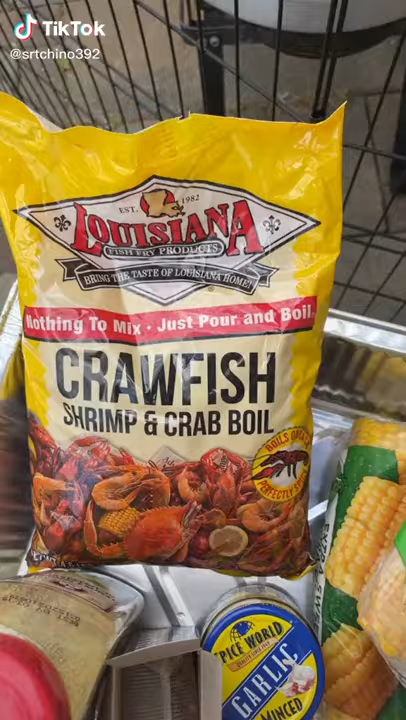 TikTok
@srtchino392
EST. 1982
LOUISIANA
FISH FRY PRODUCTS
BRING THE TASTE OF LOUISIANA HOME!
Nothing To Mix · Just Pour and Boil
CRAWFISH
SHRIMP & CRAB BOIL
PERFECTLY
SPICE WORLD
GARLIC
MINCED